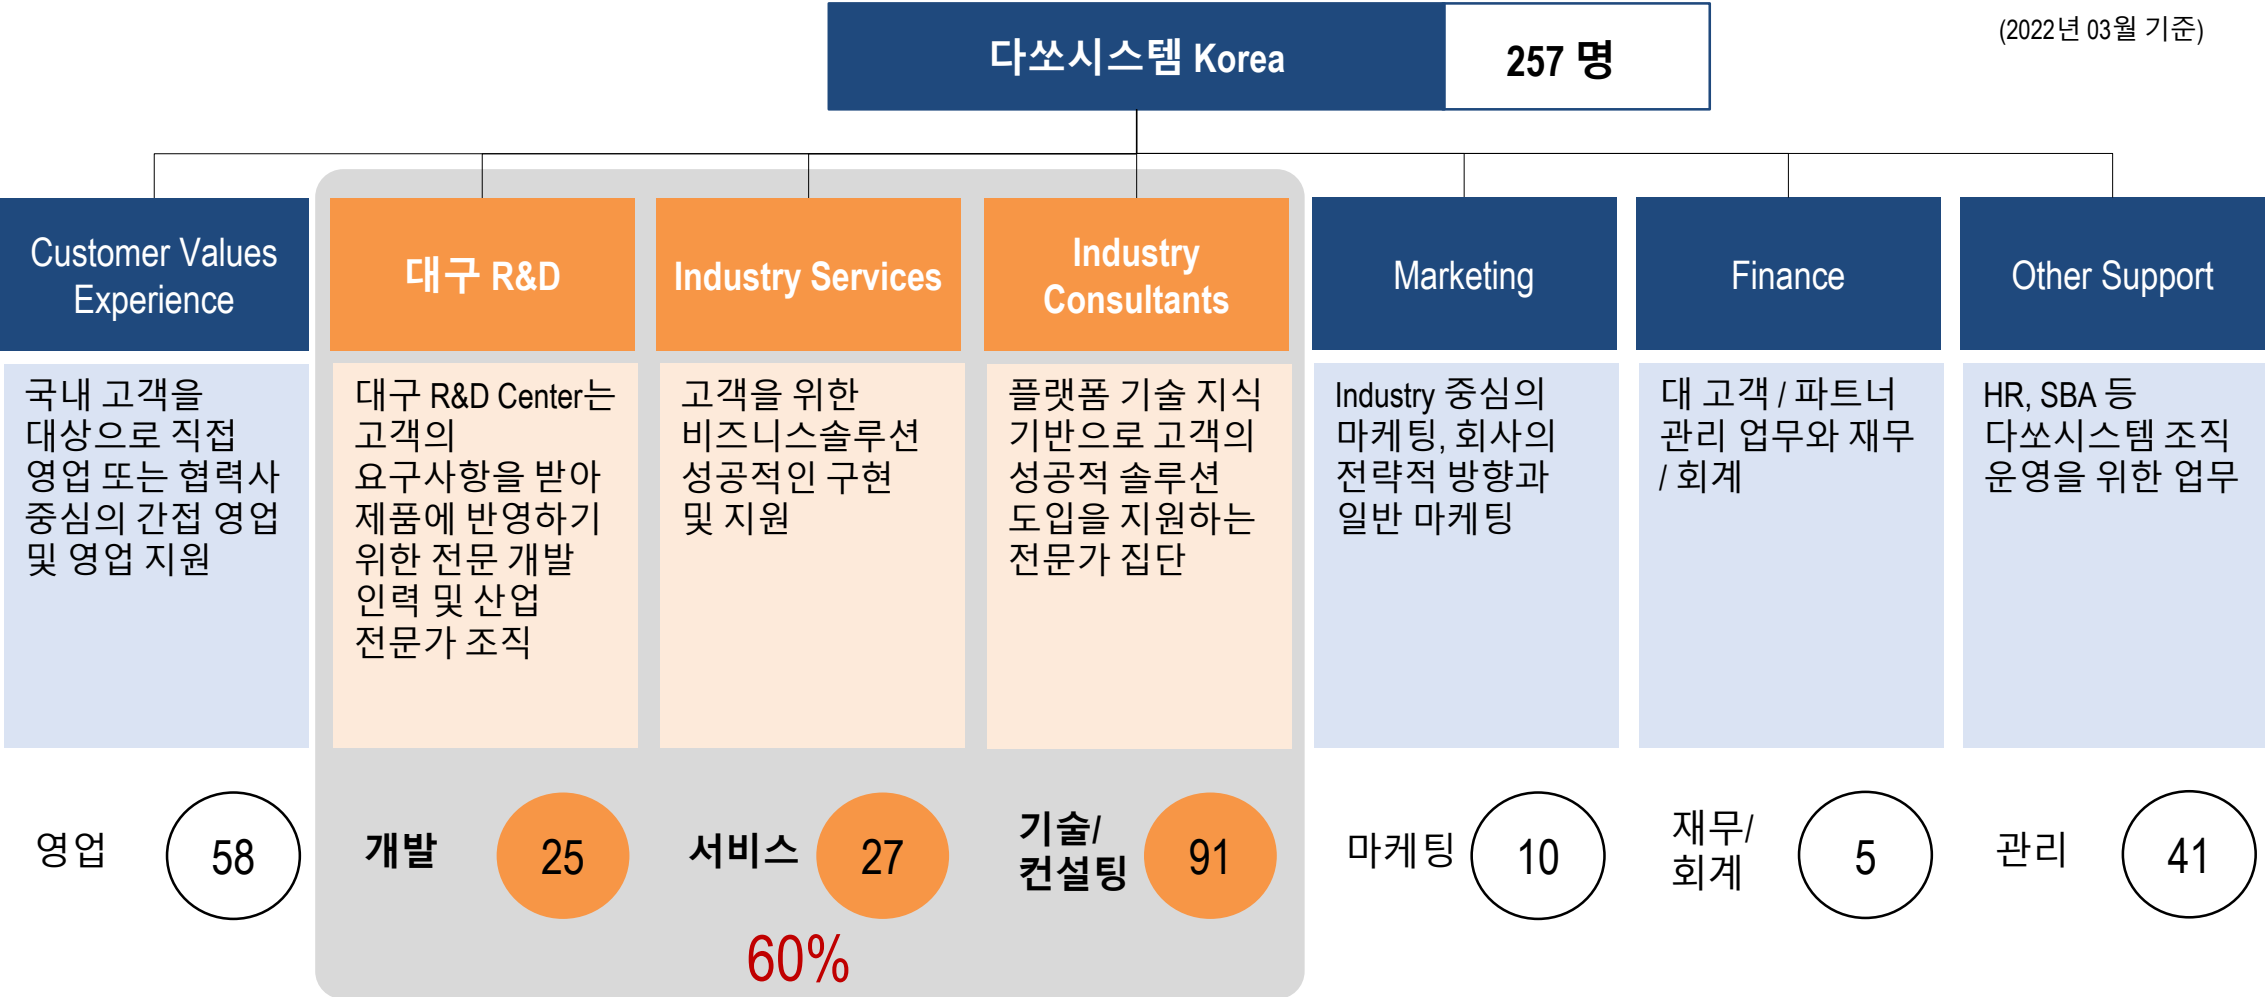 다쏘시스템 Korea
257 명
(2022년 03월 기준)
Customer Values
Experience
대구 R&D
Industry Services
Industry
Consultants
Marketing
Finance
Other Support
국내 고객을
대상으로 직접
영업 또는 협력사
중심의 간접 영업
및 영업 지원
대구 R&D Center는
고객의
요구사항을 받아
제품에 반영하기
위한 전문 개발
인력 및 산업
전문가 조직
고객을 위한
비즈니스솔루션
성공적인 구현
및 지원
플랫폼 기술 지식
기반으로 고객의
성공적 솔루션
도입을 지원하는
전문가 집단
Industry 중심의
마케팅, 회사의
전략적 방향과
일반 마케팅
대 고객 / 파트너
관리 업무와 재무
/ 회계
HR, SBA 등
다쏘시스템 조직
운영을 위한 업무
영업
58
개발
25
서비스
27
기술/
컨설팅
91
마케팅
10
재무/
회계
5
관리
41
60%